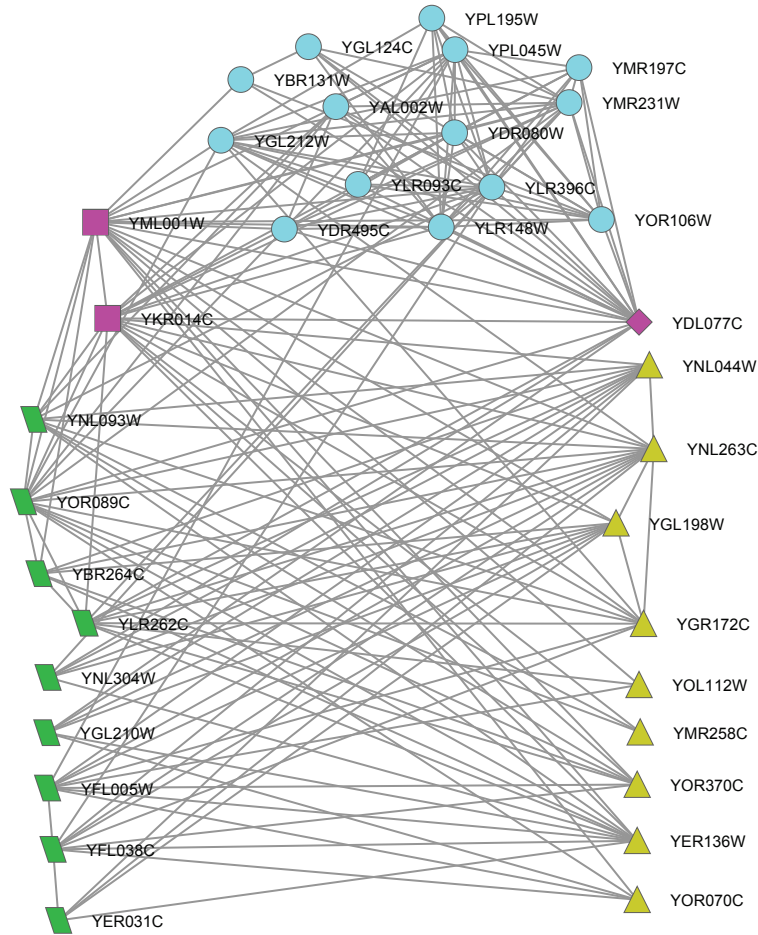 YPL195W
YGL124C
YPL045W
YMR197C
YBR131W
YAL002W
YMR231W
YGL212W
YDR080W
YLR093C
YLR396C
YML001W
YDR495C
YLR148W
YOR106W
YKR014C
YDL077C
YNL044W
YNL093W
YNL263C
YOR089C
YGL198W
YBR264C
YLR262C
YGR172C
YNL304W
YOL112W
YGL210W
YMR258C
YFL005W
YOR370C
YFL038C
YER136W
YOR070C
YER031C